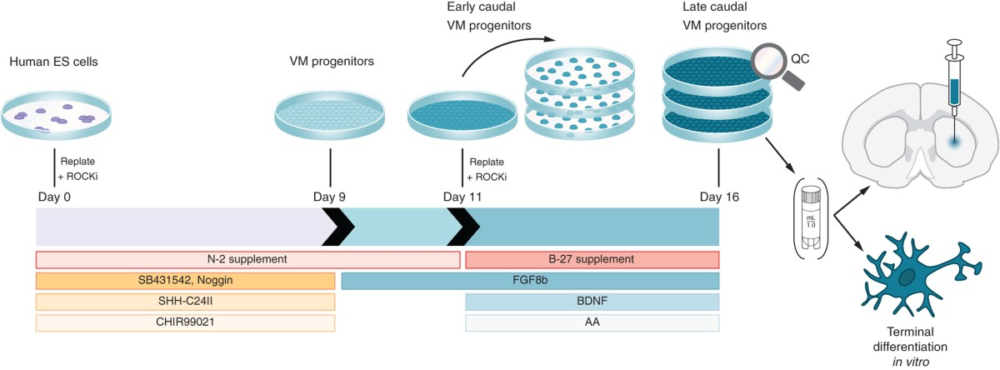 Early caudal
VM progenitors
Late caudal
VM progenitors
Human ES cells
VM progenitors
QC
Replate
+ ROCKi
Replate
+ ROCKi
Day 0
Day 9
Day 11
Day 16
mL
1.0
N-2 supplement
B-27 supplement
SB431542, Noggin
FGF8b
SHH-C24II
BDNF
CHIR99021
AA
Terminal
differentiation
in vitro